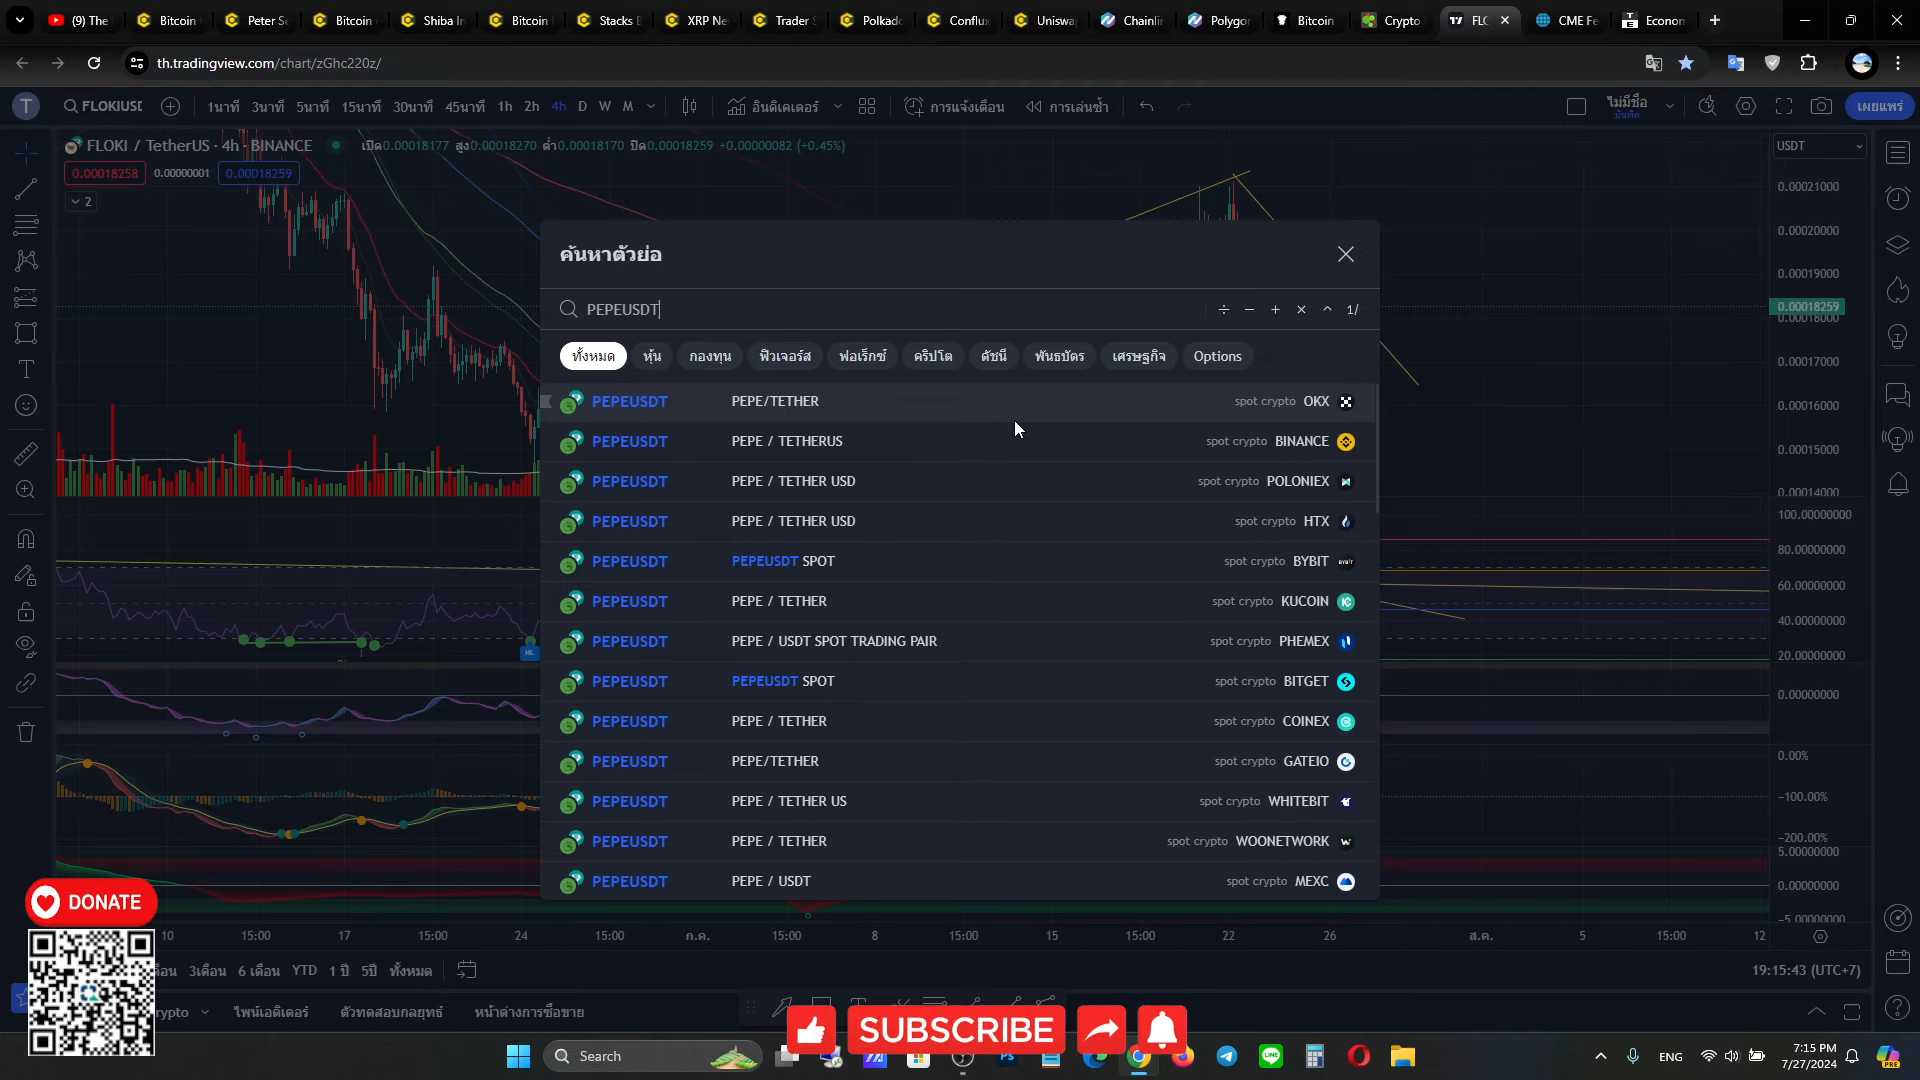 (9) The
Bitcoin
Peter Sc
Bitcoin
Shiba In
Bitcoin
Stacks
XRP Ne
Trader S
Polkado
Conflux
Uniswa
Chainlin
Polygon
Bitcoin
Crypto
FLO
CME Fe
Econom
th.tradingview.com/chart/zGhc220z/
T
FLOKIUSD
1นาที 3นาที 5นาที 15นาที 30นาที 45นาที 1h 2h 4h D W M
อินดิเคเตอร์
การแจ้งเตือน
การเล่นซ้ำ
ไม่มีชื่อ
บันทึก
เผยแพร่
FLOKI / TetherUS · 4h · BINANCE
เปิด0.00018177 สูง0.00018270 ต่ำ0.00018170 ปิด0.00018259 +0.00000082 (+0.45%)
0.00018258 0.00000001 0.00018259
2
USDT
0.00021000
0.00020000
0.00019000
0.00018259
0.00018000
0.00017000
0.00016000
0.00015000
0.00014000
100.00000000
80.00000000
60.00000000
40.00000000
20.00000000
0.00000000
0.00%
-100.00%
-200.00%
5.00000000
0.00000000
-5.00000000
HL
ค้นหาตัวย่อ
PEPEUSDT
1/
ทั้งหมด หุ้น กองทุน ฟิวเจอร์ส ฟอเร็กซ์ คริปโต ดัชนี พันธบัตร เศรษฐกิจ Options
PEPEUSDT PEPE/TETHER spot crypto OKX
PEPEUSDT PEPE / TETHERUS spot crypto BINANCE
PEPEUSDT PEPE / TETHER USD spot crypto POLONIEX
PEPEUSDT PEPE / TETHER USD spot crypto HTX
PEPEUSDT PEPEUSDT SPOT spot crypto BYBIT
PEPEUSDT PEPE / TETHER spot crypto KUCOIN
PEPEUSDT PEPE / USDT SPOT TRADING PAIR spot crypto PHEMEX
PEPEUSDT PEPEUSDT SPOT spot crypto BITGET
PEPEUSDT PEPE / TETHER spot crypto COINEX
PEPEUSDT PEPE/TETHER spot crypto GATEIO
PEPEUSDT PEPE / TETHER US spot crypto WHITEBIT
PEPEUSDT PEPE / TETHER spot crypto WOONETWORK
PEPEUSDT PEPE / USDT spot crypto MEXC
DONATE
10 15:00 17 15:00 24 15:00 ก.ค. 15:00 8 15:00 15 15:00 22 26 ส.ค. 5 15:00 12
3เดือน 6 เดือน YTD 1 ปี 5ปี ทั้งหมด
19:15:43 (UTC+7)
ไพน์เอดิเตอร์ ตัวทดสอบกลยุทธ์ หน้าต่างการซื้อขาย
SUBSCRIBE
Search
ENG
7:15 PM
7/27/2024